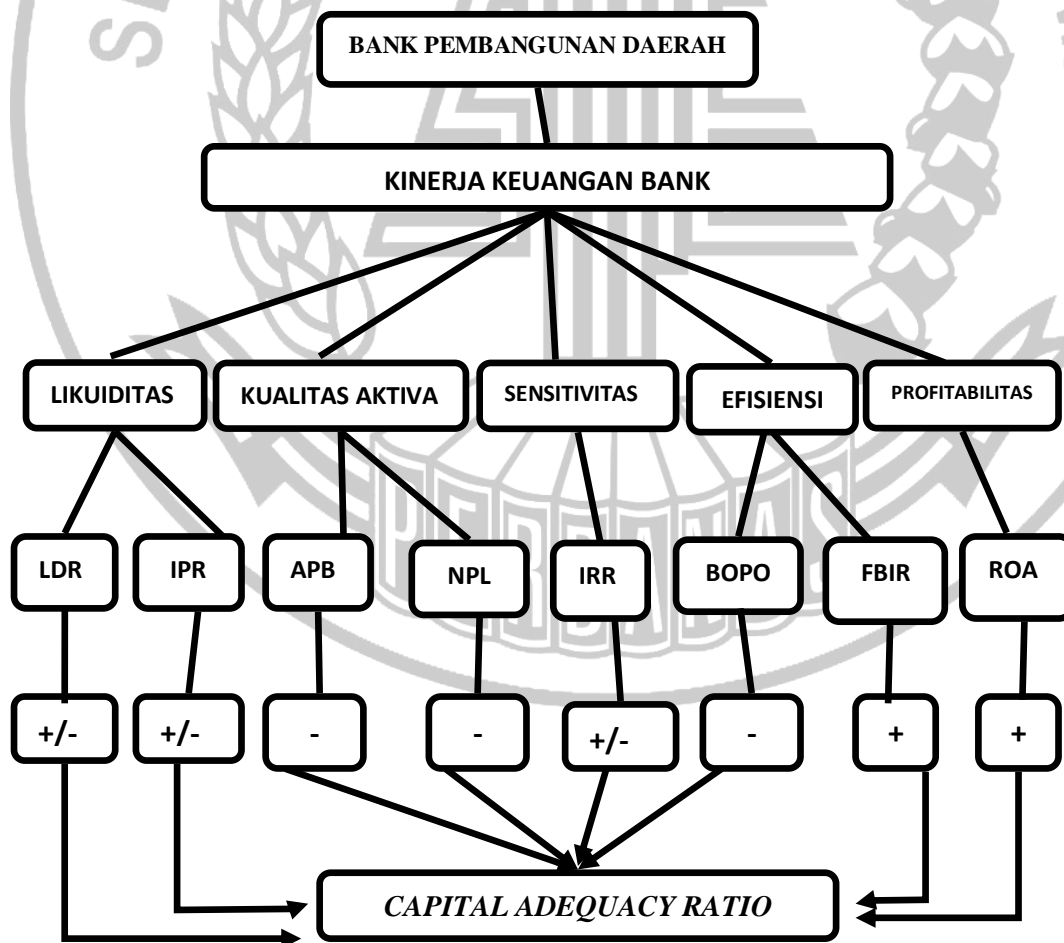 BANK PEMBANGUNAN DAERAH
KINERJA KEUANGAN BANK
LIKUIDITAS
KUALITAS AKTIVA
SENSITIVITAS
EFISIENSI
PROFITABILITAS
LDR
IPR
APB
NPL
IRR
BOPO
FBIR
ROA
+/-
+/-
-
-
+/-
-
+
+
CAPITAL ADEQUACY RATIO
PERBANAS